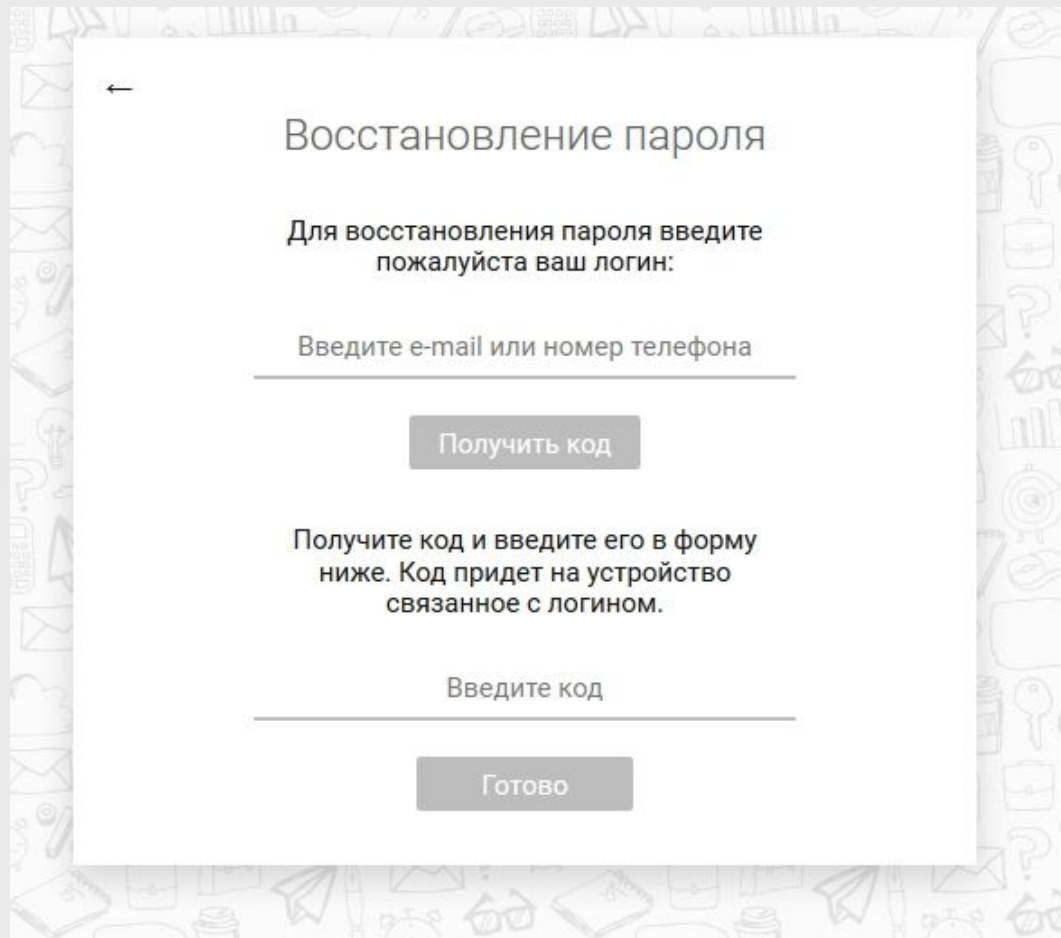 ←
Восстановление пароля
Для восстановления пароля введите
пожалуйста ваш логин:
Введите e-mail или номер телефона
Получить код
Получите код и введите его в форму
ниже. Код придет на устройство
связанное с логином.
Введите код
Готово